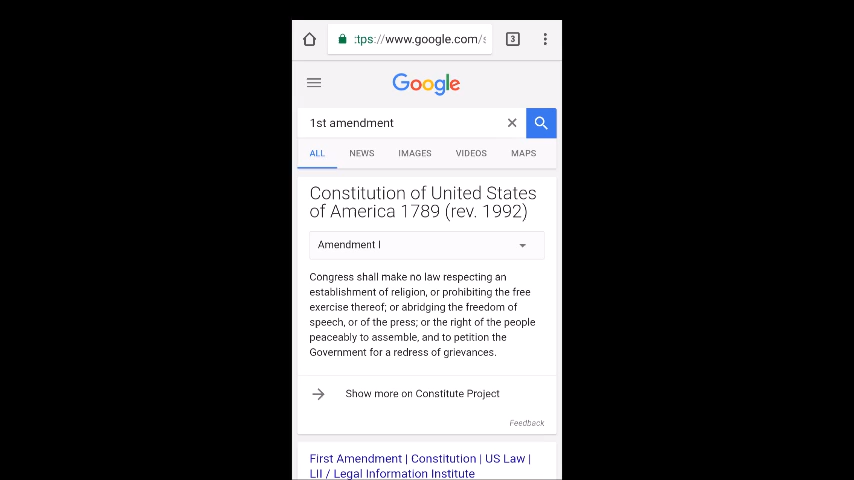 tps://www.google.com/s
3
Google
1st amendment
ALL NEWS IMAGES VIDEOS MAPS
Constitution of United States
of America 1789 (rev. 1992)
Amendment I
Congress shall make no law respecting an
establishment of religion, or prohibiting the free
exercise thereof; or abridging the freedom of
speech, or of the press; or the right of the people
peaceably to assemble, and to petition the
Government for a redress of grievances.
Show more on Constitute Project
Feedback
First Amendment | Constitution | US Law |
LII / Legal Information Institute